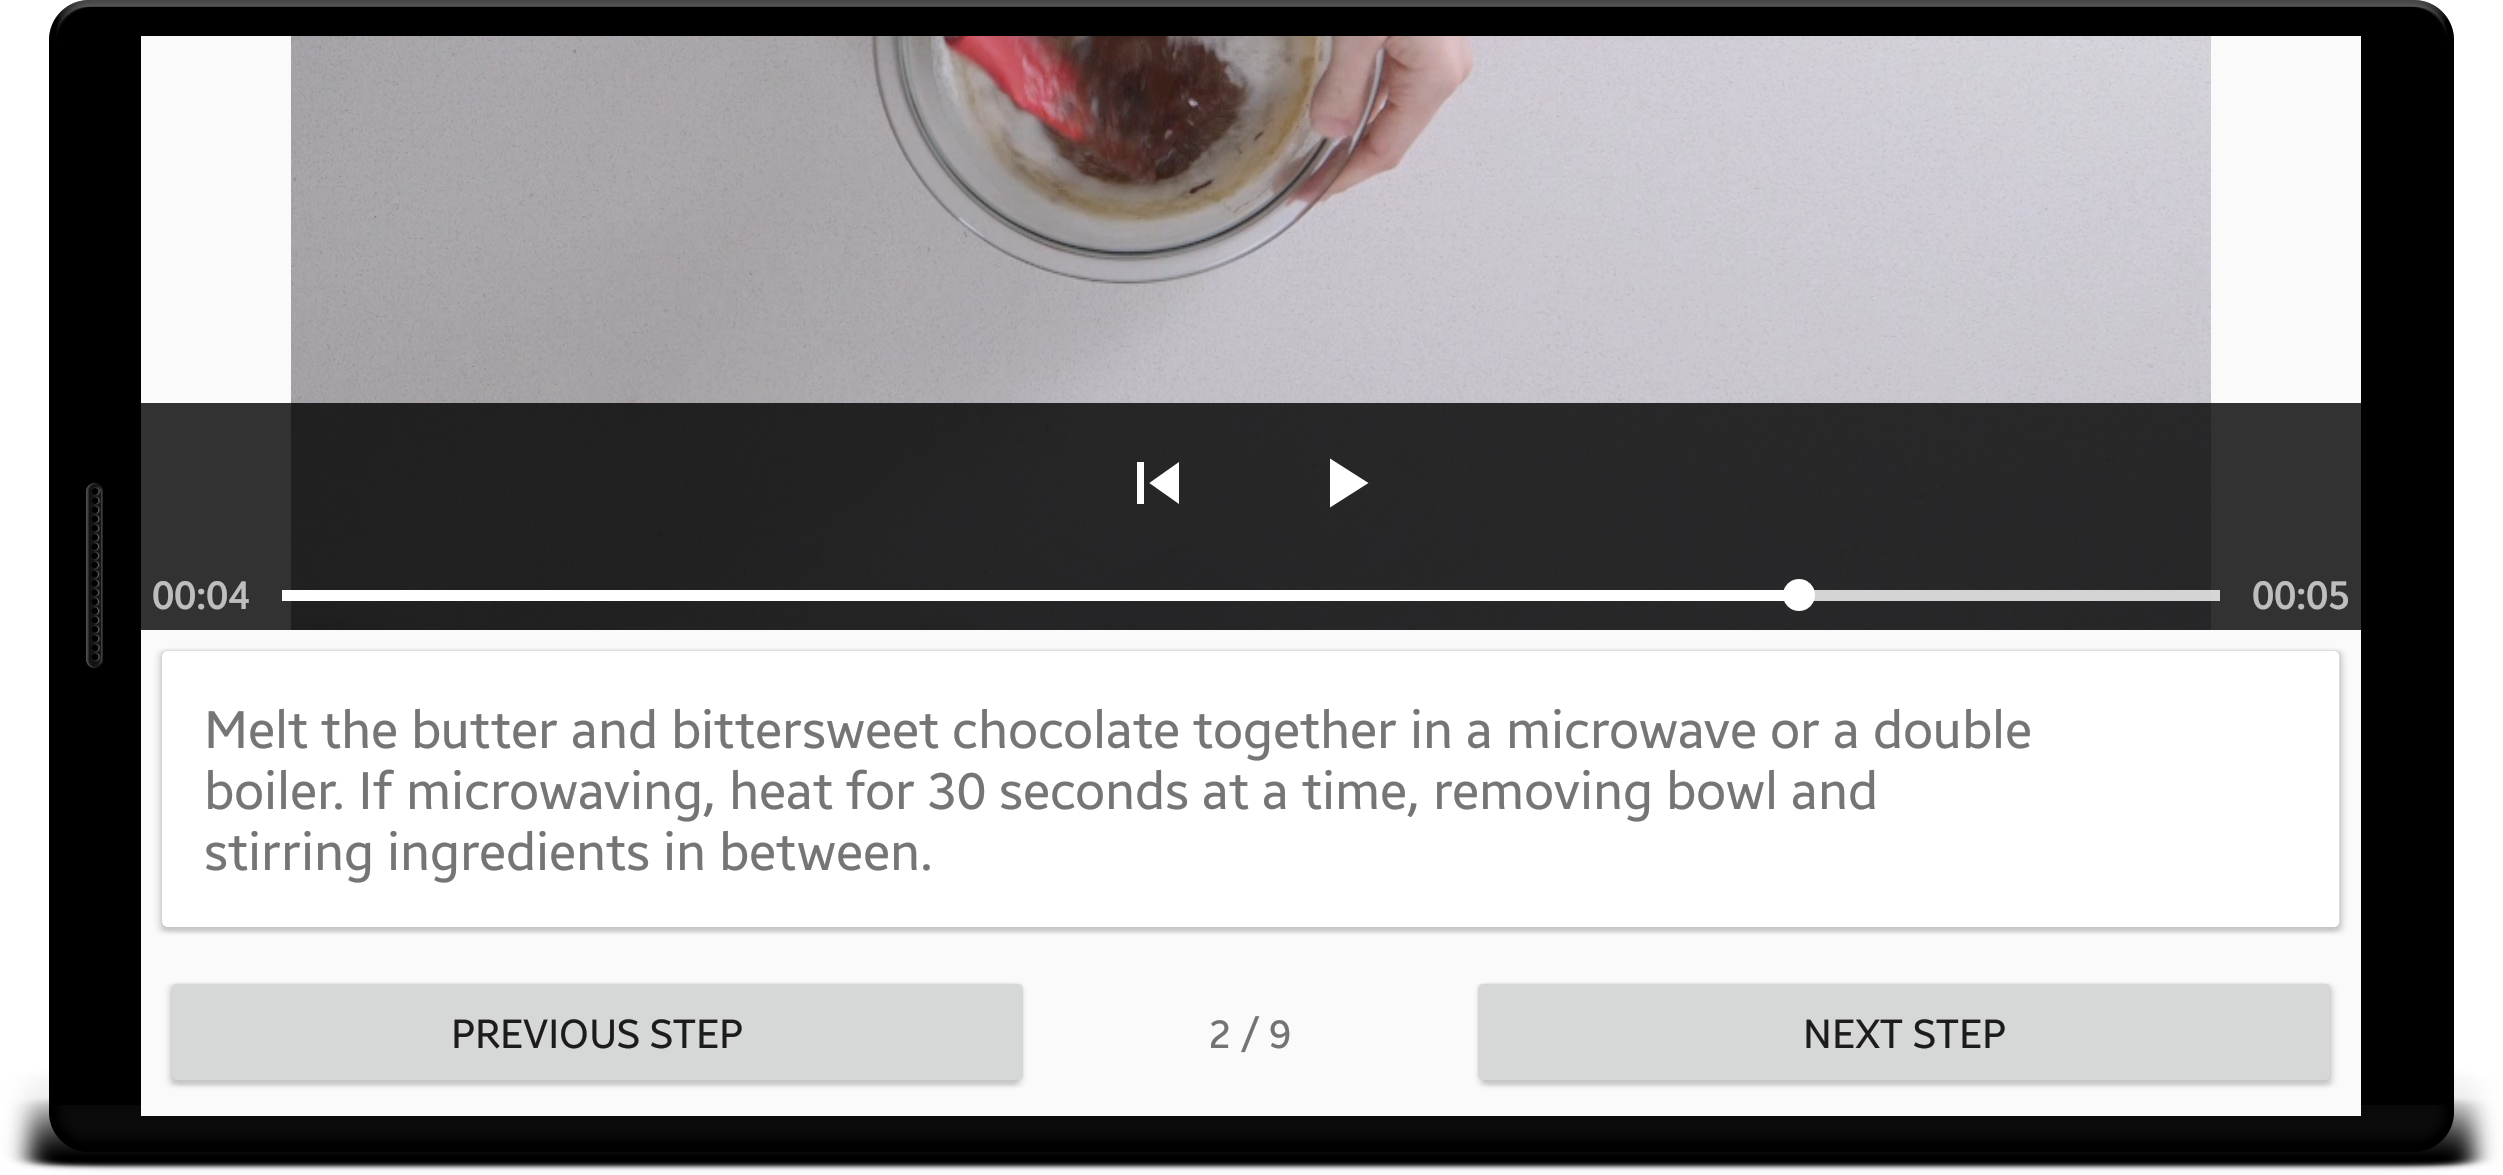 00:04
00:05
Melt the butter and bittersweet chocolate together in a microwave or a double
boiler. If microwaving, heat for 30 seconds at a time, removing bowl and
stirring ingredients in between.
PREVIOUS STEP
2 / 9
NEXT STEP